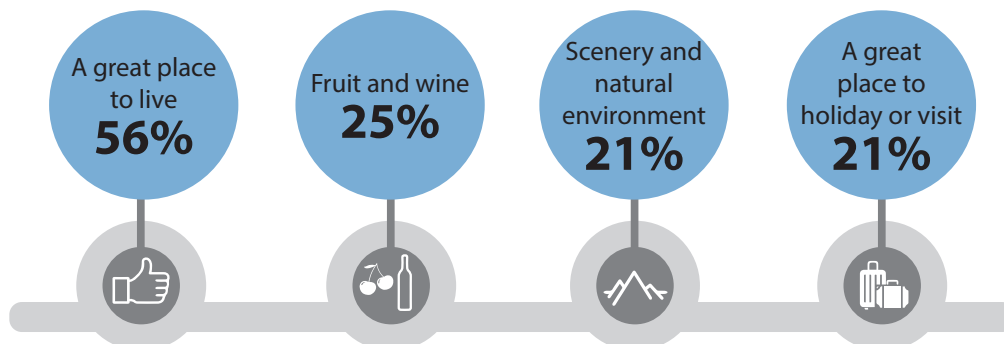 A great place
to live
56%
Fruit and wine
25%
Scenery and
natural
environment
21%
A great
place to
holiday or visit
21%